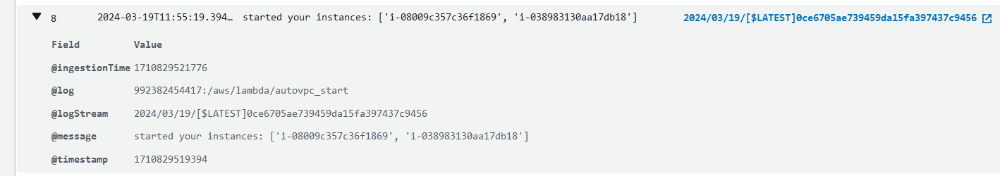 8 2024-03-19T11:55:19.394… started your instances: ['i-08009c357c36f1869', 'i-038983130aa17db18'] 2024/03/19/[$LATEST]0ce6705ae739459da15fa397437c9456
Field Value
@ingestionTime 1710829521776
@log 992382454417:/aws/lambda/autovpc_start
@logStream 2024/03/19/[$LATEST]0ce6705ae739459da15fa397437c9456
@message started your instances: ['i-08009c357c36f1869', 'i-038983130aa17db18']
@timestamp 1710829519394